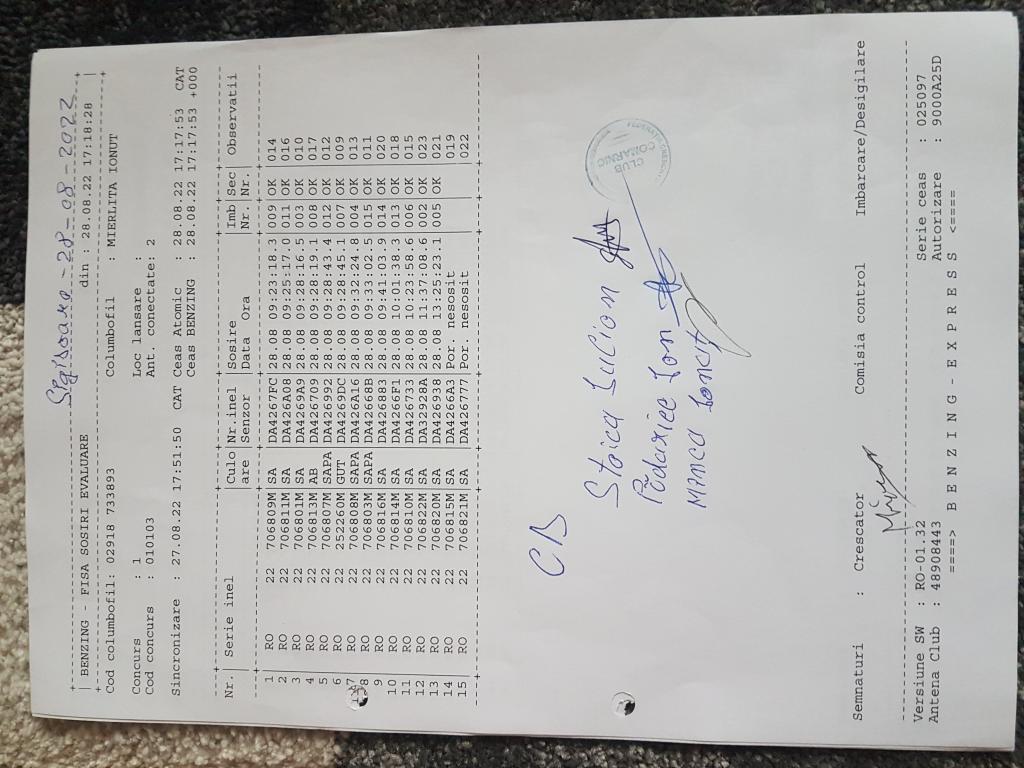 Sighisoara - 28-08-2022
BENZING - FISA SOSIRI EVALUARE din : 28.08.22 17:18:28
Cod columbofil: 02918 733893 Columbofil : MIERLITA IONUT
Concurs : 1 Loc lansare :
Cod concurs : 010103 Ant. conectate: 2
Sincronizare : 27.08.22 17:51:50 CAT Ceas Atomic : 28.08.22 17:17:53 CAT
Ceas BENZING : 28.08.22 17:17:53 +000
Nr. Serie inel Culo Nr.inel Sosire Imb Sec Observatii
are Senzor Data Ora Nr. Nr.
1 RO 22 706809M SA DA4267FC 28.08 09:23:18.3 009 OK 014
2 RO 22 706811M SA DA426A08 28.08 09:25:17.0 011 OK 016
3 RO 22 706801M SA DA4269A9 28.08 09:28:16.5 003 OK 010
4 RO 22 706813M AB DA426709 28.08 09:28:19.1 008 OK 017
5 RO 22 706807M SAPA DA426992 28.08 09:28:43.4 012 OK 012
6 RO 22 252260M GUT DA4269DC 28.08 09:28:45.1 007 OK 009
7 RO 22 706808M SAPA DA426A16 28.08 09:32:24.8 004 OK 013
8 RO 22 706803M SAPA DA42668B 28.08 09:33:02.5 015 OK 011
9 RO 22 706816M SA DA426883 28.08 09:41:03.9 014 OK 020
10 RO 22 706814M SA DA4266F1 28.08 10:01:38.3 013 OK 018
11 RO 22 706810M SA DA426733 28.08 10:23:58.6 006 OK 015
12 RO 22 706822M SA DA32928A 28.08 11:37:08.6 002 OK 023
13 RO 22 706820M SA DA426938 28.08 13:25:23.1 005 OK 021
14 RO 22 706815M SA DA4266A3 Por. nesosit 019
15 RO 22 706821M SA DA426777 Por. nesosit 022
CB
Stoica Lucian
Pădariec Ion
Manca Ionut
CLUB
COMARNIC
Semnaturi : Crescator Comisia control Imbarcare/Desigilare
Versiune SW : RO-01.32 Serie ceas : 025097
Antena Club : 48908443 Autorizare : 9000A25D
====> B E N Z I N G - E X P R E S S <====